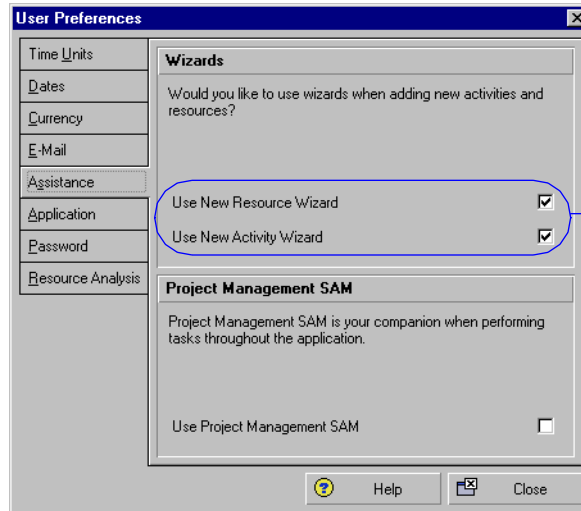 User Preferences
Time Units
Dates
Currency
E-Mail
Assistance
Application
Password
Resource Analysis
Wizards
Would you like to use wizards when adding new activities and
resources?
Use New Resource Wizard
Use New Activity Wizard
Project Management SAM
Project Management SAM is your companion when performing
tasks throughout the application.
Use Project Management SAM
Help
Close